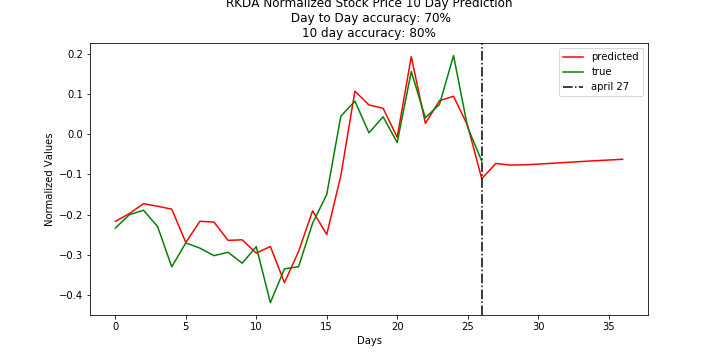 RKDA Normalized Stock Price 10 Day Prediction
Day to Day accuracy: 70%
10 day accuracy: 80%
predicted
true
april 27
0.2
0.1
0.0
−0.1
−0.2
−0.3
−0.4
Normalized Values
0 5 10 15 20 25 30 35
Days